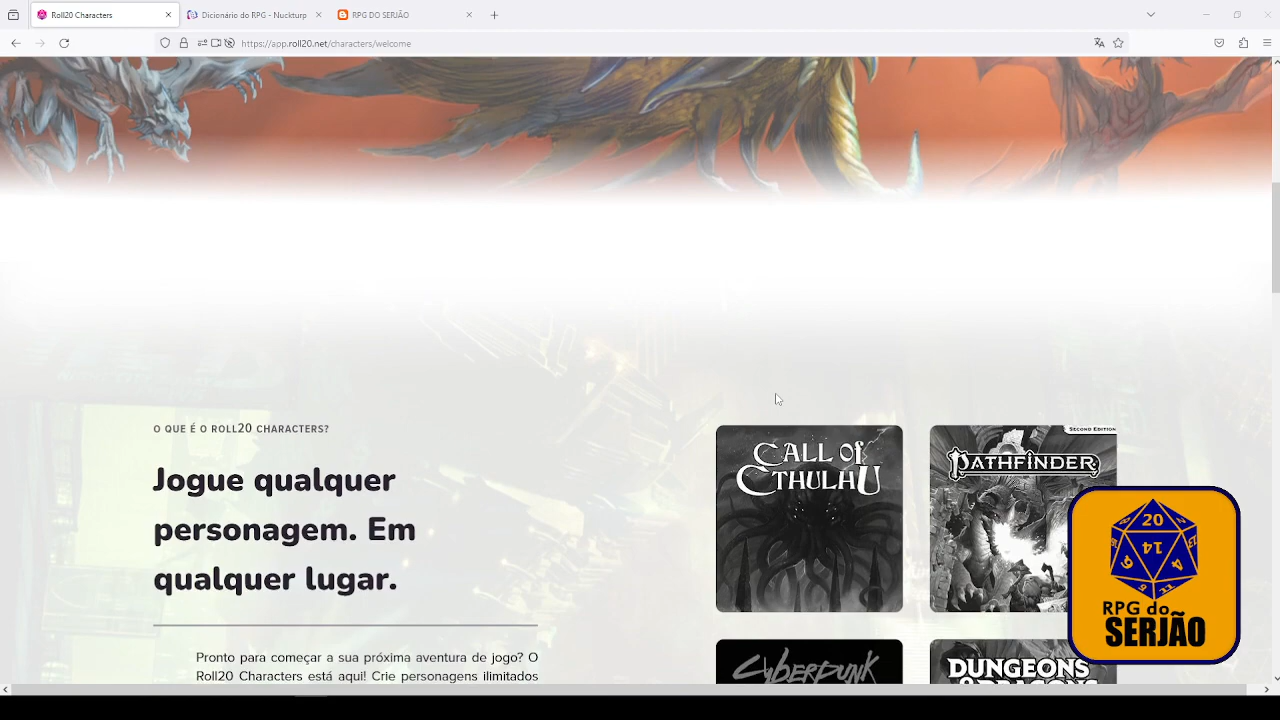 Roll20 Characters
Dicionário do RPG - Nuckturp
RPG DO SERJÃO
https://app.roll20.net/characters/welcome
O QUE É O ROLL20 CHARACTERS?
Jogue qualquer
personagem. Em
qualquer lugar.
Pronto para começar a sua próxima aventura de jogo? O
Roll20 Characters está aqui! Crie personagens ilimitados
CALL of
CTHULHU
SECOND EDITION
PATHFINDER
CYBERPUNK
DUNGEONS
& DRAGONS
20
14
RPG do
SERJÃO